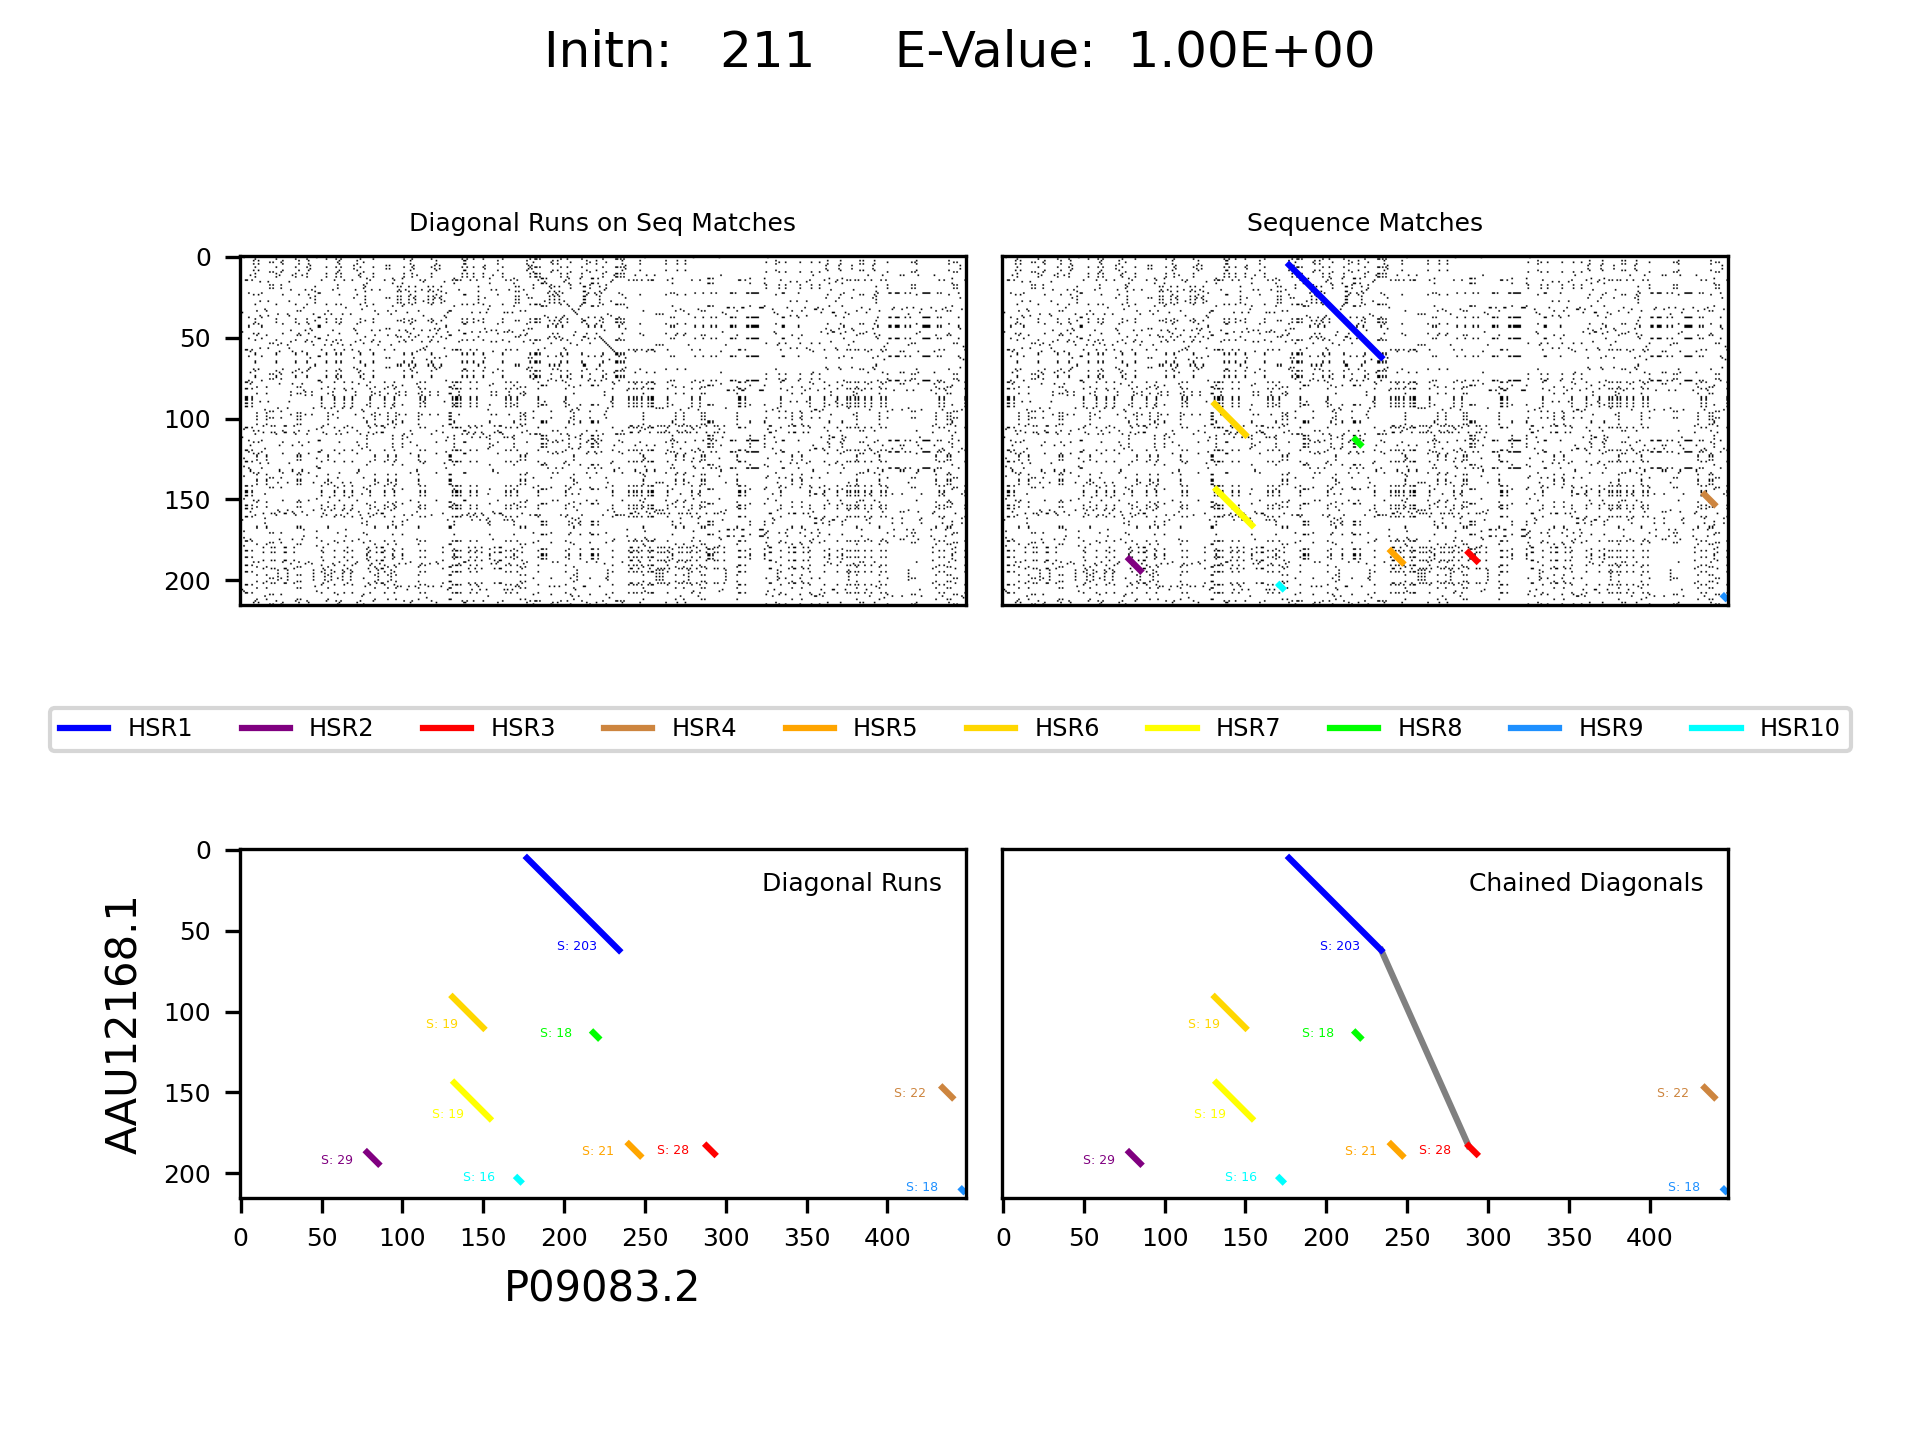 Initn:   211     E-Value:  1.00E+00
Diagonal Runs on Seq Matches
Sequence Matches
0
50
100
150
200
HSR1 HSR2 HSR3 HSR4 HSR5 HSR6 HSR7 HSR8 HSR9 HSR10
AAU12168.1
0
50
100
150
200
Diagonal Runs
S: 203
S: 19
S: 18
S: 22
S: 19
S: 21
S: 28
S: 29
S: 16
S: 18
0 50 100 150 200 250 300 350 400
P09083.2
Chained Diagonals
S: 203
S: 19
S: 18
S: 22
S: 19
S: 21
S: 28
S: 29
S: 16
S: 18
0 50 100 150 200 250 300 350 400